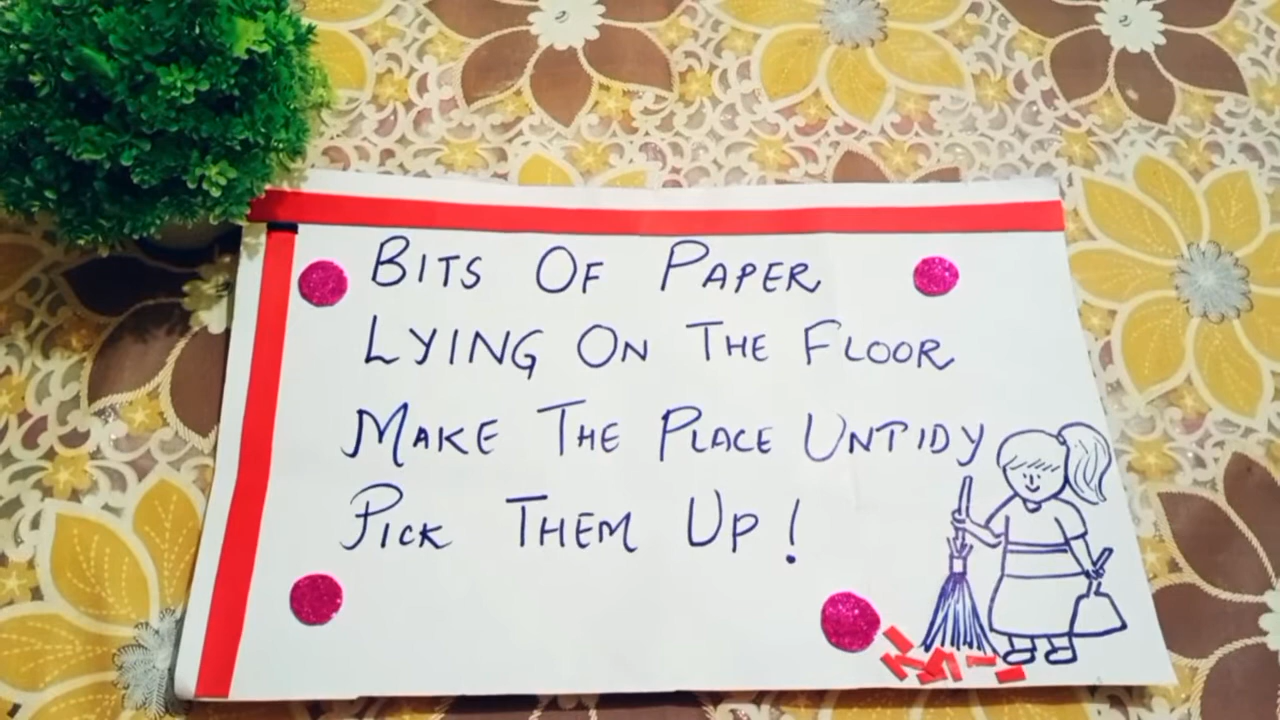 BITS OF PAPER
LYING ON THE FLOOR
MAKE THE PLACE UNTIDY
PICK THEM UP!